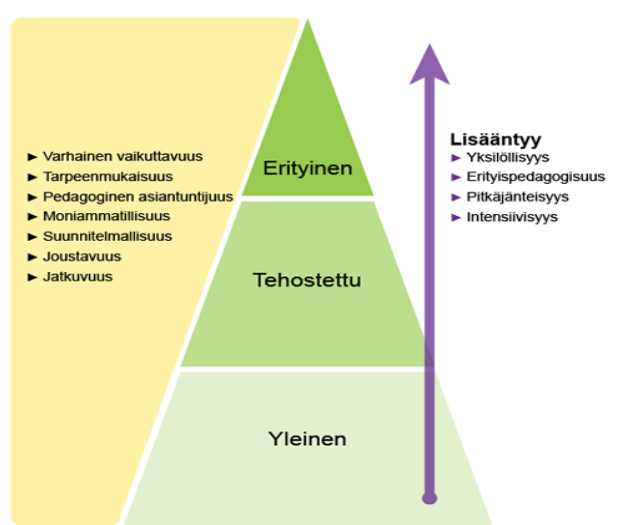 Varhainen vaikuttavuus
Tarpeenmukaisuus
Pedagoginen asiantuntijuus
Moniammatillisuus
Suunnitelmallisuus
Joustavuus
Jatkuvuus
Erityinen
Tehostettu
Yleinen
Lisääntyy
Yksilöllisyys
Erityispedagogisuus
Pitkäjänteisyys
Intensiivisyys